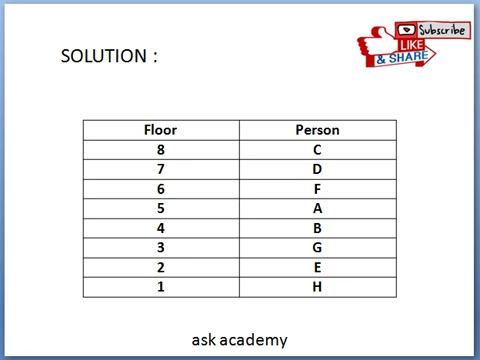 Subscribe
LIKE
& SHARE
SOLUTION :
Floor Person
8 C
7 D
6 F
5 A
4 B
3 G
2 E
1 H
ask academy